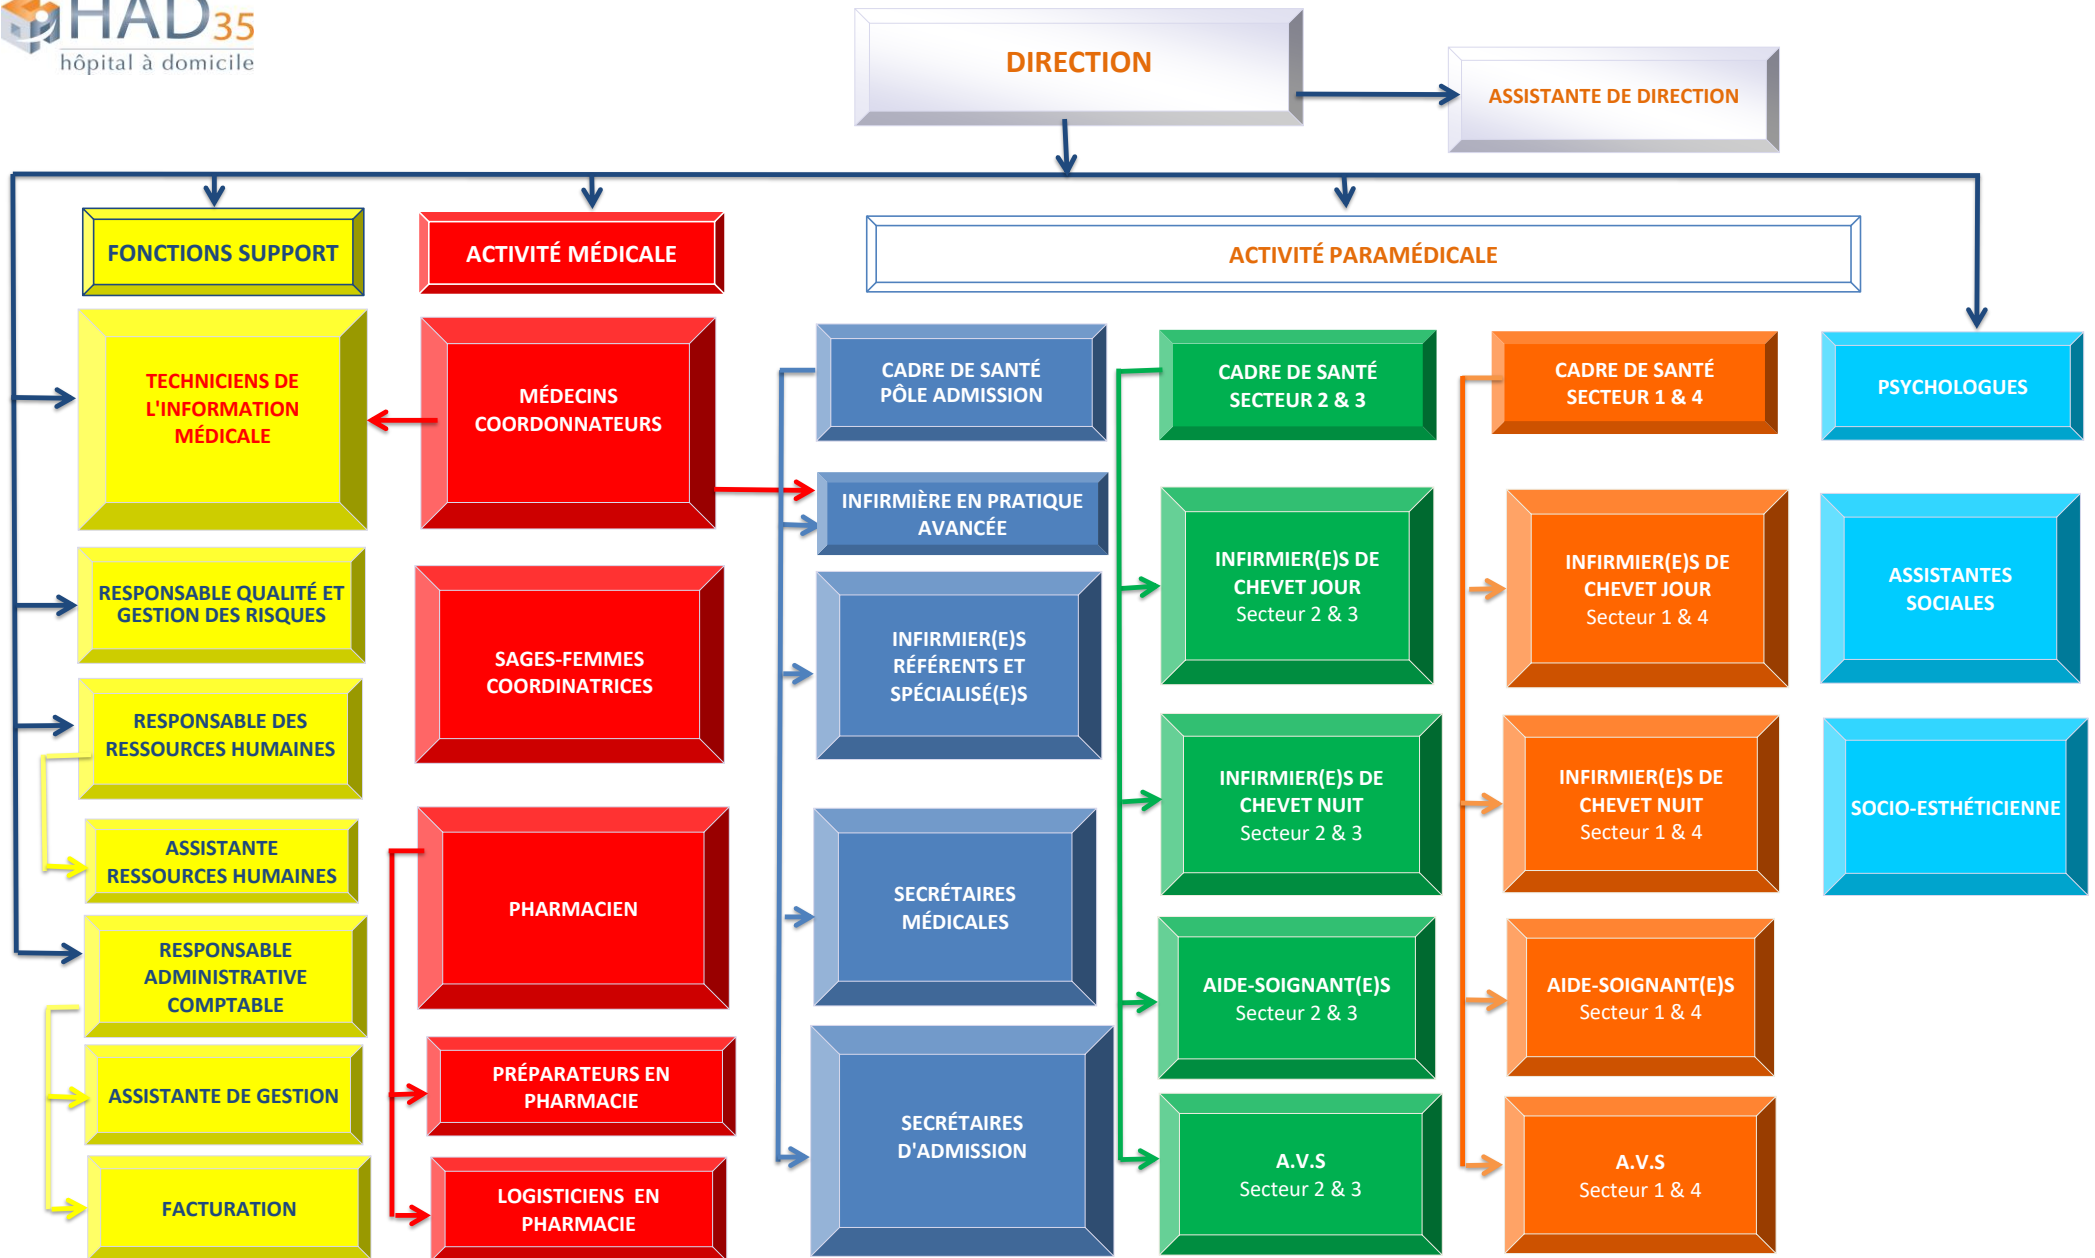 HAD35
hôpital à domicile
DIRECTION
ASSISTANTE DE DIRECTION
FONCTIONS SUPPORT
ACTIVITÉ MÉDICALE
ACTIVITÉ PARAMÉDICALE
TECHNICIENS DE
L'INFORMATION
MÉDICALE
RESPONSABLE QUALITÉ ET
GESTION DES RISQUES
RESPONSABLE DES
RESSOURCES HUMAINES
ASSISTANTE
RESSOURCES HUMAINES
RESPONSABLE
ADMINISTRATIVE
COMPTABLE
ASSISTANTE DE GESTION
FACTURATION
MÉDECINS
COORDONNATEURS
SAGES-FEMMES
COORDINATRICES
PHARMACIEN
PRÉPARATEURS EN
PHARMACIE
LOGISTICIENS EN
PHARMACIE
CADRE DE SANTÉ
PÔLE ADMISSION
INFIRMIÈRE EN PRATIQUE
AVANCÉE
INFIRMIER(E)S
RÉFÉRENTS ET
SPÉCIALISÉ(E)S
SECRÉTAIRES
MÉDICALES
SECRÉTAIRES
D'ADMISSION
CADRE DE SANTÉ
SECTEUR 2 & 3
INFIRMIER(E)S DE
CHEVET JOUR
Secteur 2 & 3
INFIRMIER(E)S DE
CHEVET NUIT
Secteur 2 & 3
AIDE-SOIGNANT(E)S
Secteur 2 & 3
A.V.S
Secteur 2 & 3
CADRE DE SANTÉ
SECTEUR 1 & 4
INFIRMIER(E)S DE
CHEVET JOUR
Secteur 1 & 4
INFIRMIER(E)S DE
CHEVET NUIT
Secteur 1 & 4
AIDE-SOIGNANT(E)S
Secteur 1 & 4
A.V.S
Secteur 1 & 4
PSYCHOLOGUES
ASSISTANTES
SOCIALES
SOCIO-ESTHÉTICIENNE